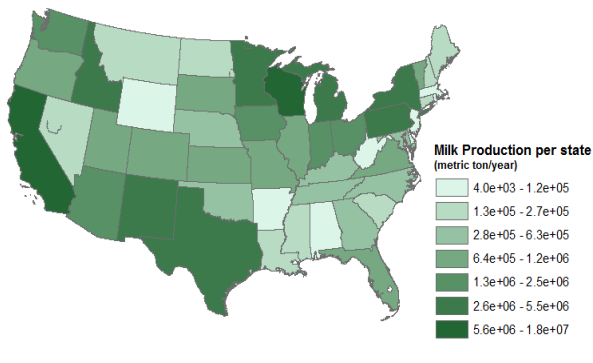 Milk Production per state
(metric ton/year)
4.0e+03 - 1.2e+05
1.3e+05 - 2.7e+05
2.8e+05 - 6.3e+05
6.4e+05 - 1.2e+06
1.3e+06 - 2.5e+06
2.6e+06 - 5.5e+06
5.6e+06 - 1.8e+07